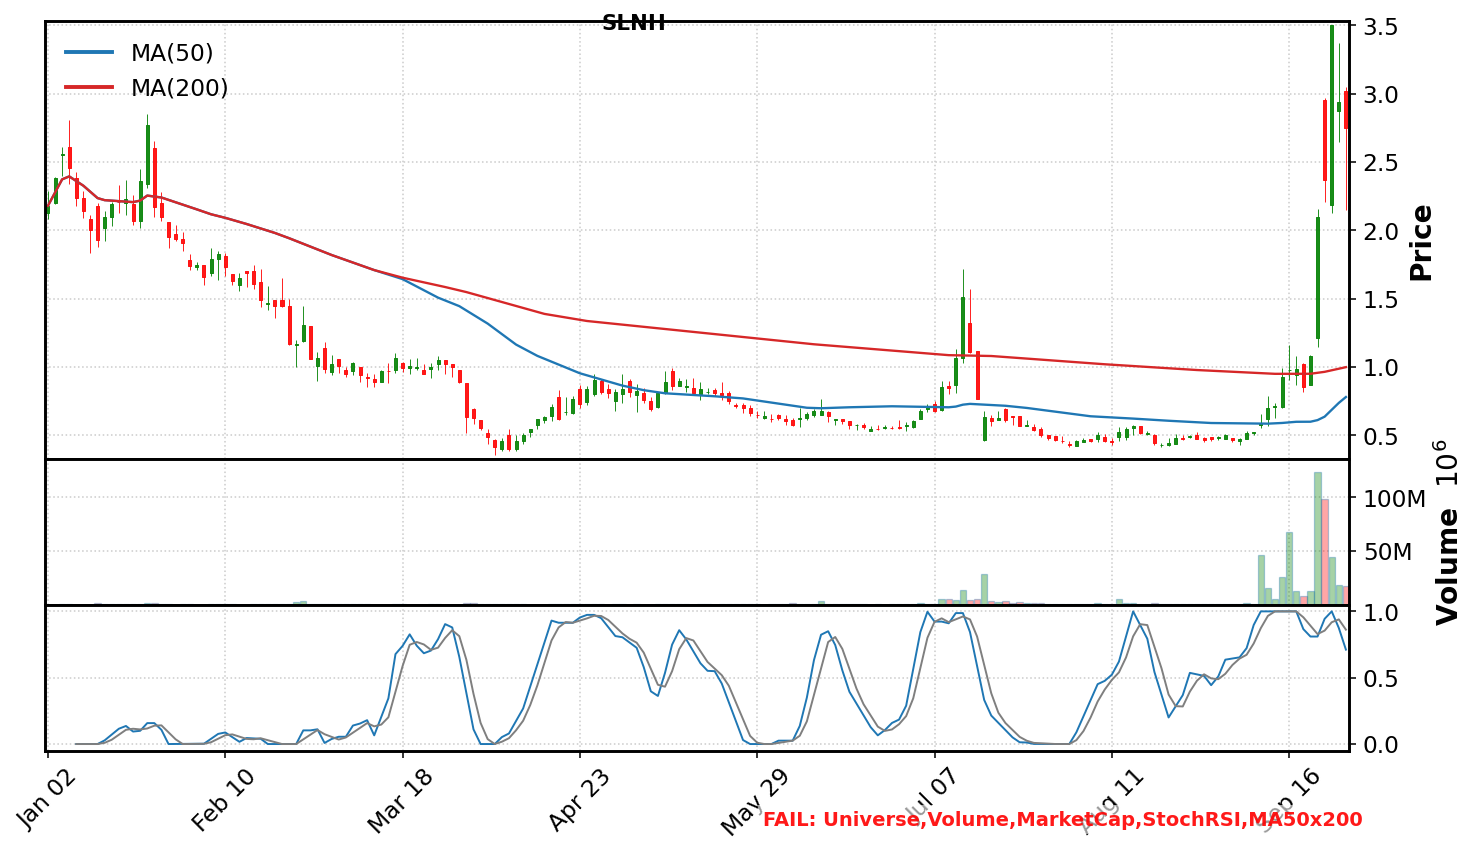 SLNH
MA(50)
MA(200)
3.5
3.0
2.5
2.0
1.5
1.0
0.5
Price
100M
50M
Volume 10⁶
1.0
0.5
0.0
Jan 02
Feb 10
Mar 18
Apr 23
May 29
Jul 07
Aug 11
Sep 16
FAIL: Universe,Volume,MarketCap,StochRSI,MA50x200